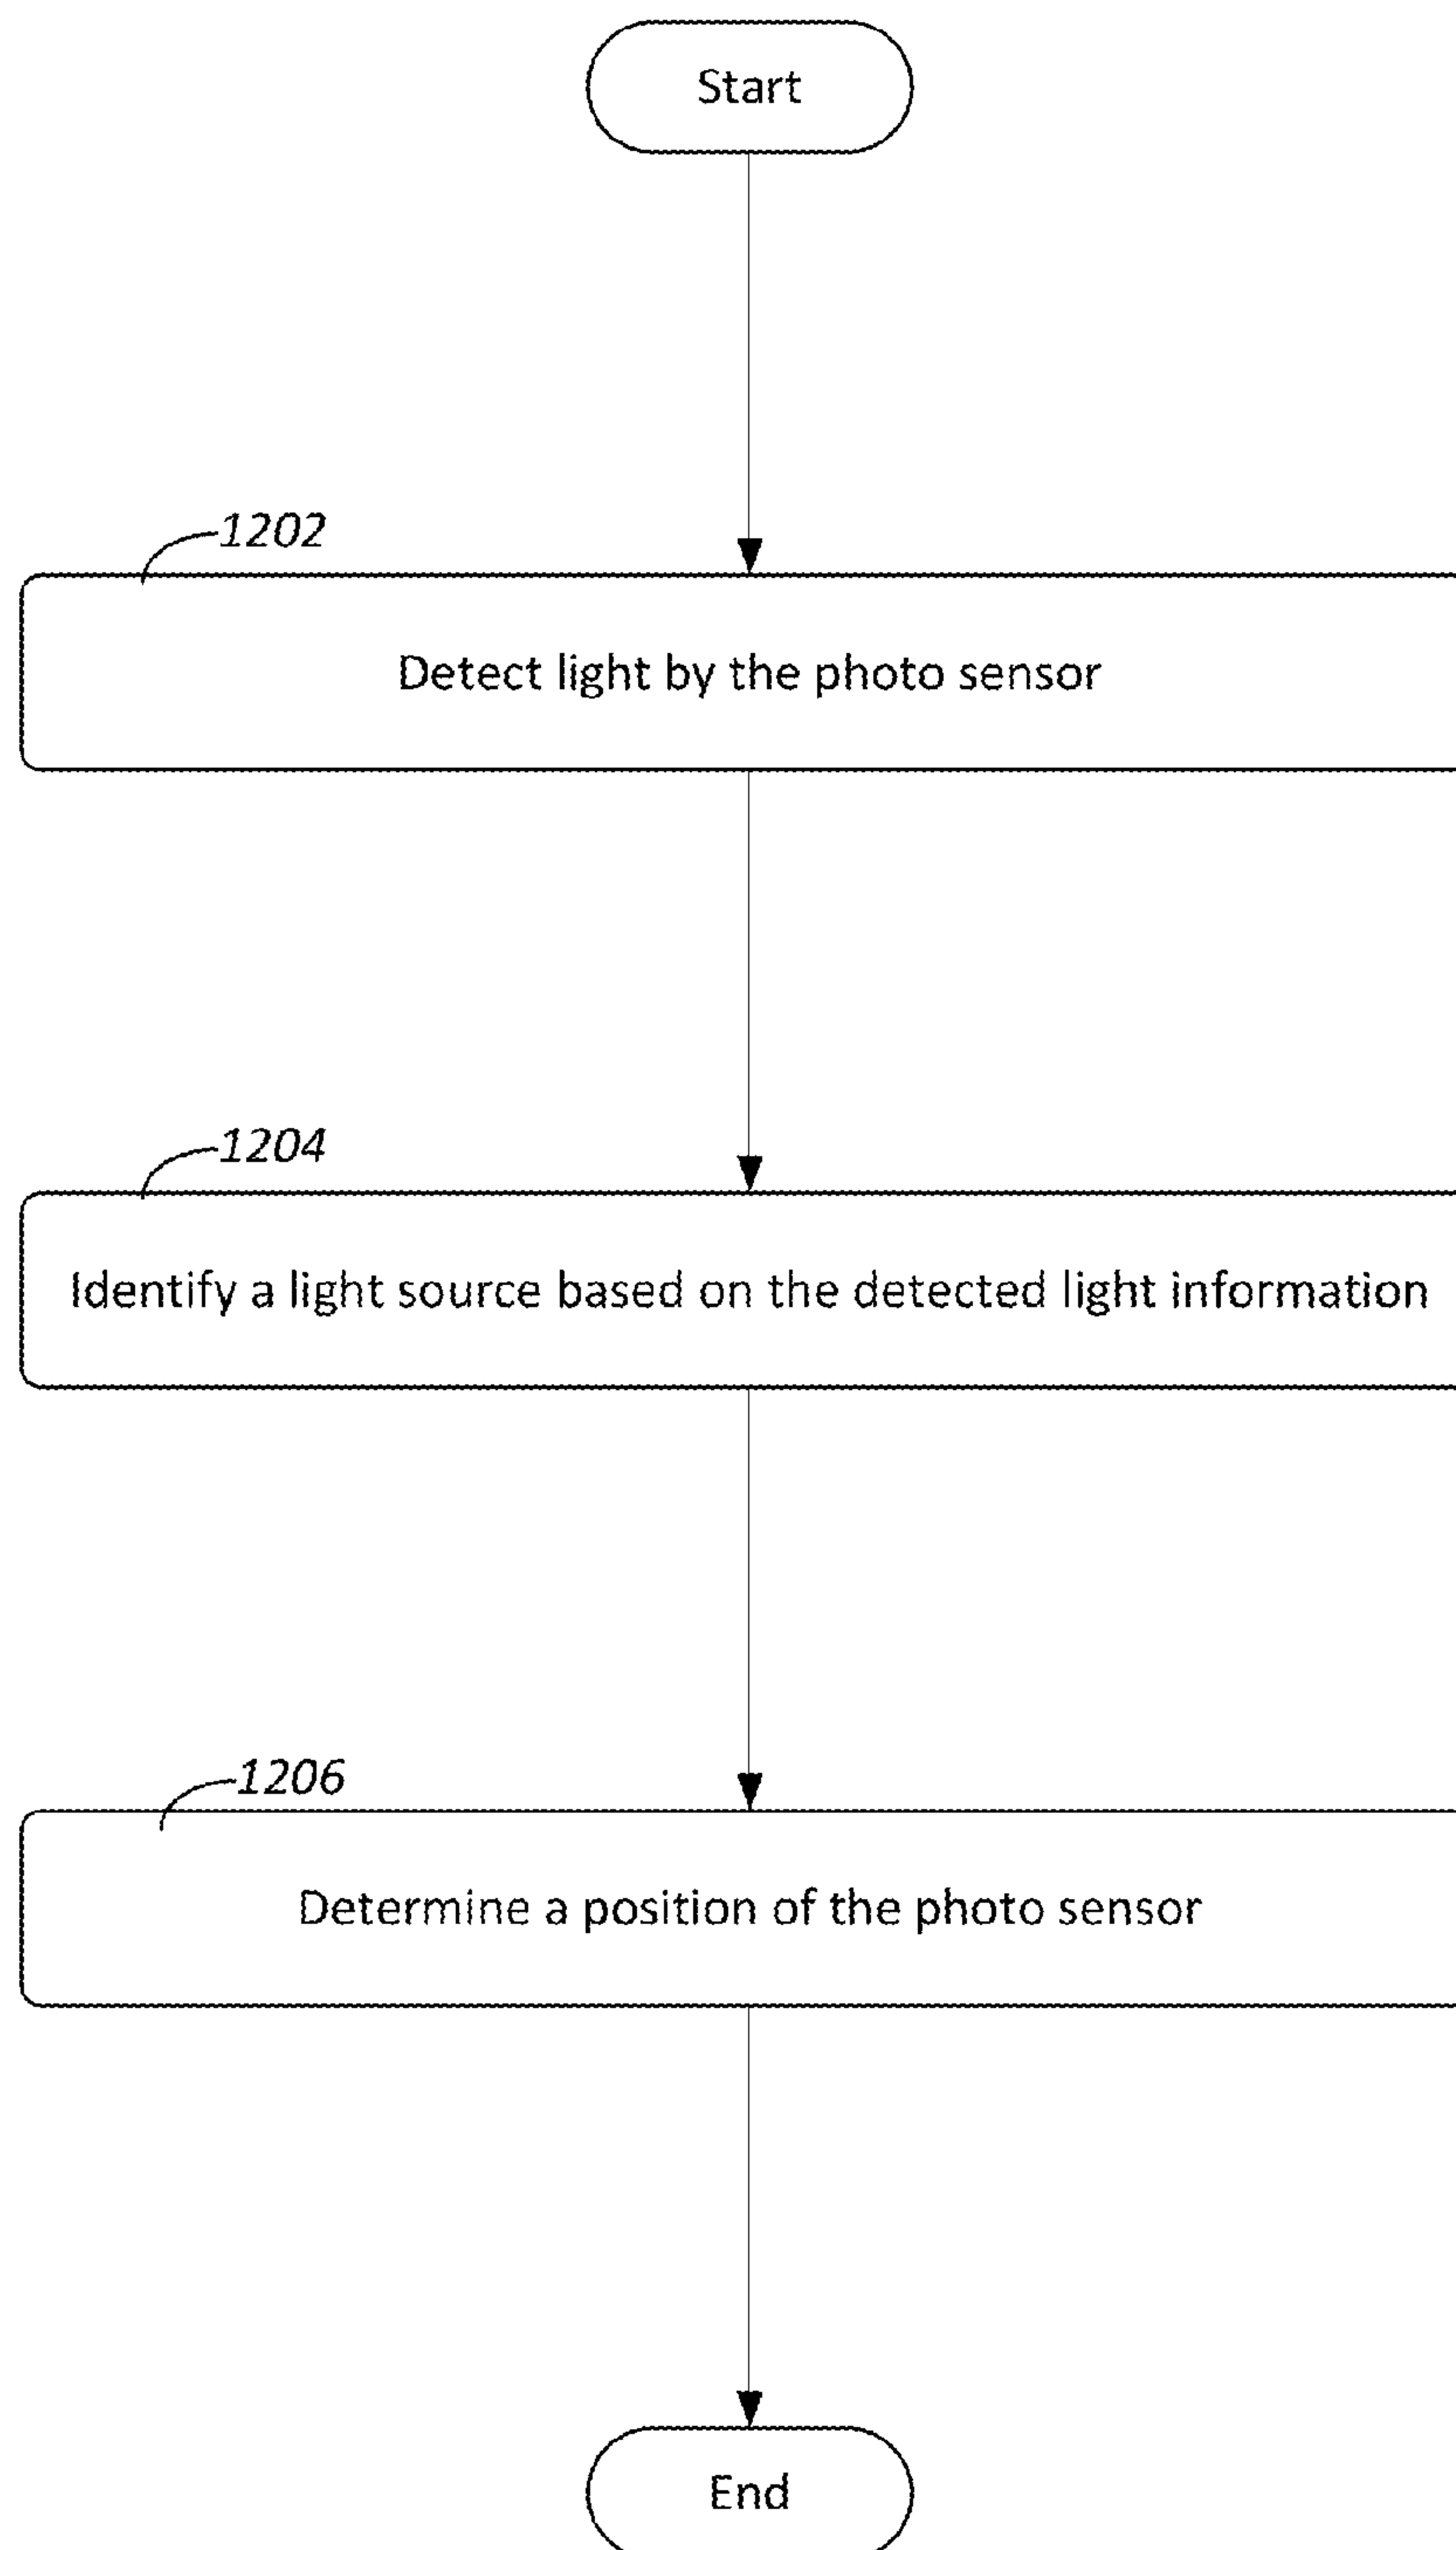 Start
1202
Detect light by the photo sensor
1204
Identify a light source based on the detected light information
1206
Determine a position of the photo sensor
End